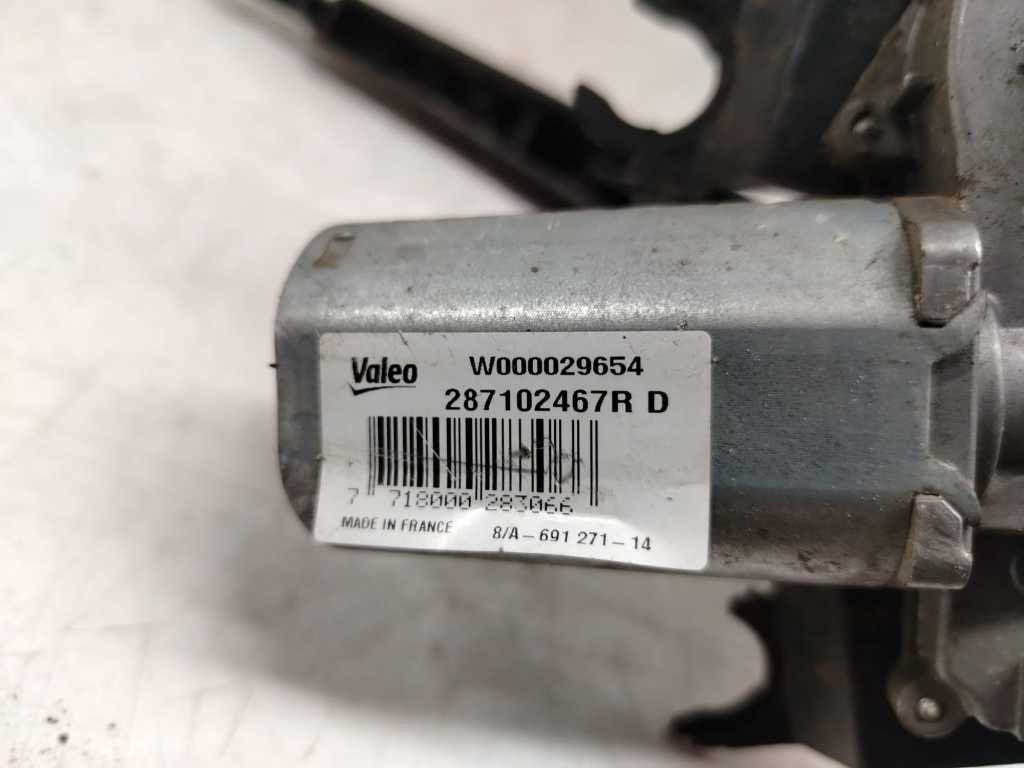 Valeo W000029654
287102467R D
7 718000 283066
MADE IN FRANCE 8/A-691 271-14